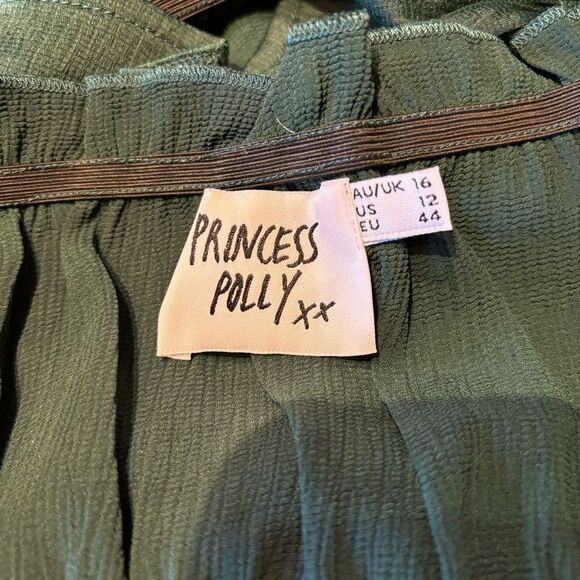 PRINCESS
POLLY xx
AU/UK 16
US 12
EU 44